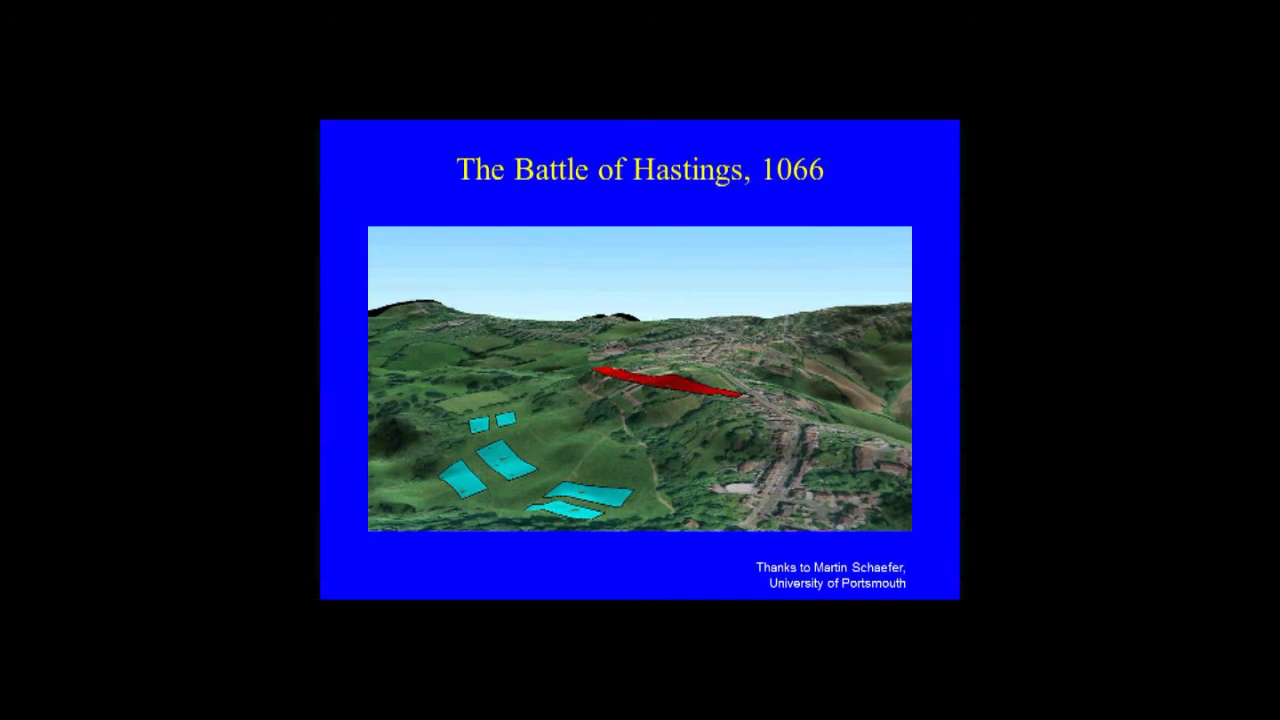 The Battle of Hastings, 1066
Thanks to Martin Schaefer,
University of Portsmouth